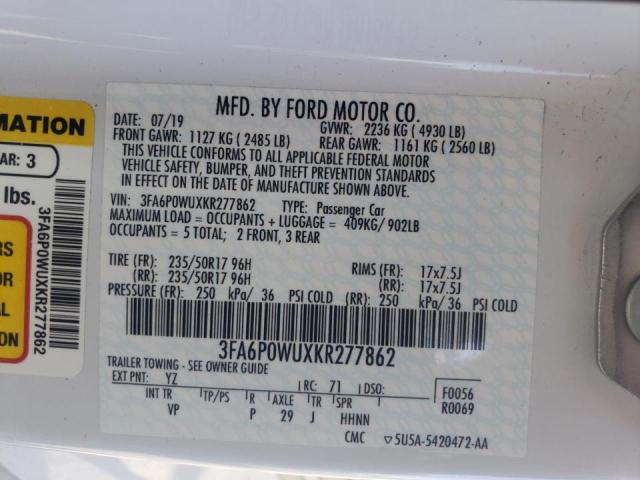 MFD. BY FORD MOTOR CO.
DATE: 07/19 GVWR: 2236 KG ( 4930 LB)
FRONT GAWR: 1127 KG ( 2485 LB) REAR GAWR: 1161 KG ( 2560 LB)
THIS VEHICLE CONFORMS TO ALL APPLICABLE FEDERAL MOTOR
VEHICLE SAFETY, BUMPER, AND THEFT PREVENTION STANDARDS
IN EFFECT ON THE DATE OF MANUFACTURE SHOWN ABOVE.
VIN: 3FA6P0WUXKR277862 TYPE: Passenger Car
MAXIMUM LOAD = OCCUPANTS + LUGGAGE = 409KG/ 902LB
OCCUPANTS = 5 TOTAL; 2 FRONT, 3 REAR
TIRE (FR): 235/50R17 96H RIMS (FR): 17x7.5J
(RR): 235/50R17 96H (RR): 17x7.5J
PRESSURE (FR): 250 kPa/ 36 PSI COLD (RR): 250 kPa/36 PSI COLD
3FA6P0WUXKR277862
TRAILER TOWING - SEE OWNER GUIDE
EXT PNT: YZ RC: 71 DSO: F0056
INT TR TP/PS R AXLE TR SPR R0069
VP P 29 J HHNN
CMC 5U5A-5420472-AA
MATION
AR: 3
lbs.
RS
OR
AL
ION
3FA6P0WUXKR277862